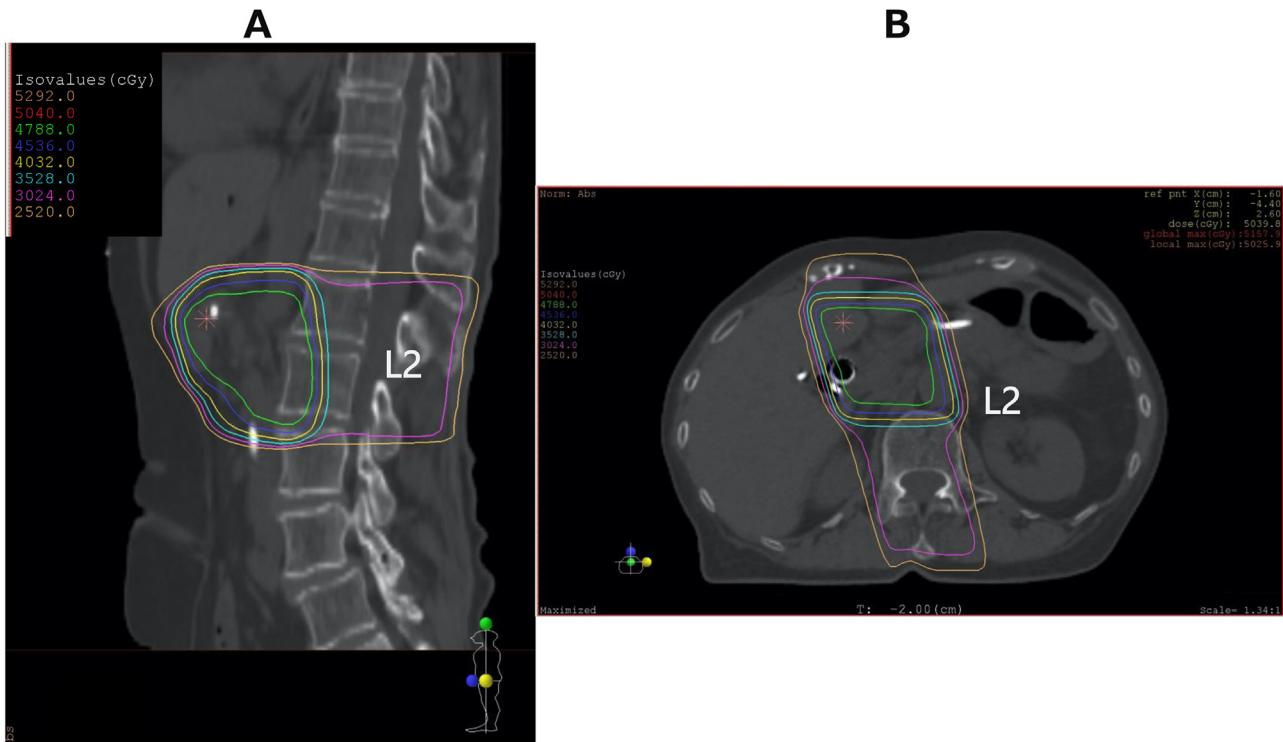 A
B
Isovalues(cGy)
5292.0
5040.0
4788.0
4536.0
4032.0
3528.0
3024.0
2520.0
L2
Norm: Abs
ref pnt X(cm): -1.60
Y(cm): -4.40
Z(cm): 2.60
dose(cGy): 5039.8
global max(cGy):5157.9
local max(cGy):5025.9
Isovalues(cGy)
5292.0
5040.0
4788.0
4536.0
4032.0
3528.0
3024.0
2520.0
L2
Maximized
T: -2.00(cm)
Scale= 1.34:1
bs